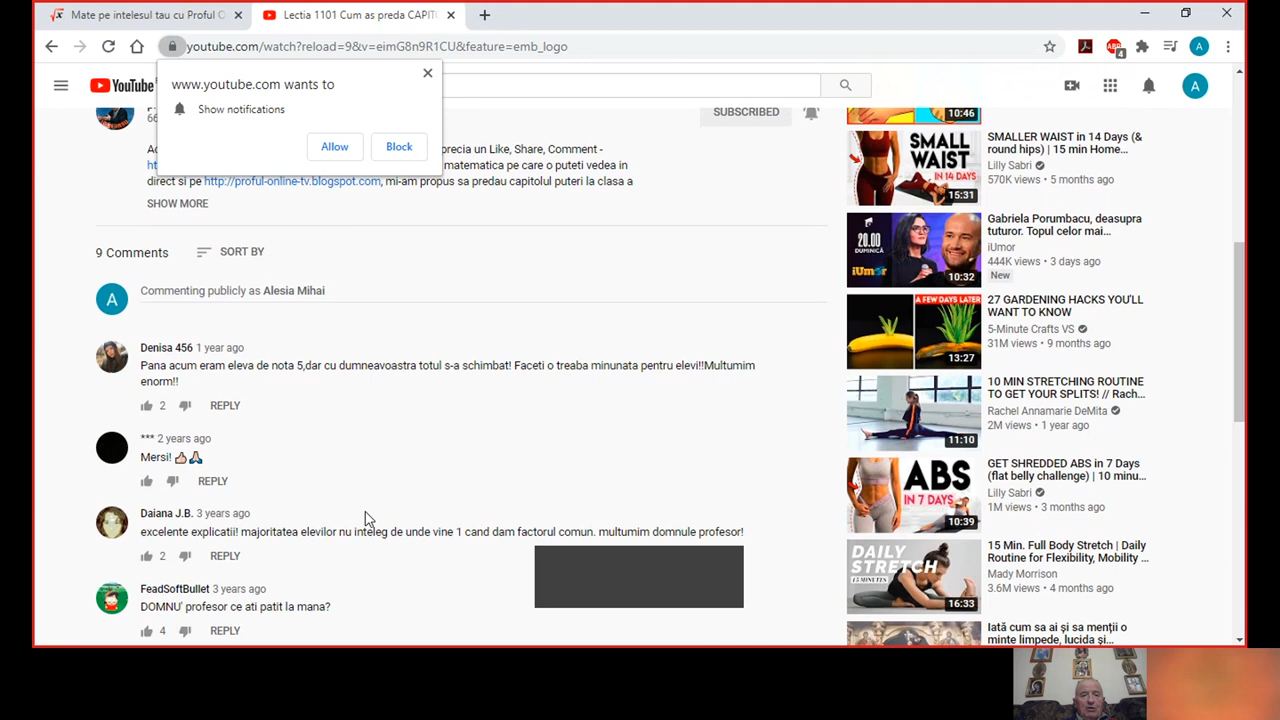 Mate pe intelesul tau cu Proful O
Lectia 1101 Cum as preda CAPITO
youtube.com/watch?reload=9&v=eimG8n9R1CU&feature=emb_logo
ABP
4
A
www.youtube.com wants to
Show notifications
Allow
Block
YouTube
A
SUBSCRIBED
precia un Like, Share, Comment -
matematica pe care o puteti vedea in
direct si pe http://proful-online-tv.blogspot.com, mi-am propus sa predau capitolul puteri la clasa a
SHOW MORE
9 Comments
SORT BY
A
Commenting publicly as Alesia Mihai
Denisa 456 1 year ago
Pana acum eram eleva de nota 5,dar cu dumneavoastra totul s-a schimbat! Faceti o treaba minunata pentru elevi!!Multumim
enorm!!
2
REPLY
*** 2 years ago
Mersi! 👍🏻🙏🏻
REPLY
Daiana J.B. 3 years ago
excelente explicatii! majoritatea elevilor nu inteleg de unde vine 1 cand dam factorul comun. multumim domnule profesor!
2
REPLY
FeadSoftBullet 3 years ago
DOMNU' profesor ce ati patit la mana?
4
REPLY
10:46
SMALL
WAIST
IN 14 DAYS
15:31
SMALLER WAIST in 14 Days (&
round hips) | 15 min Home...
Lilly Sabri
570K views • 5 months ago
20.00
DUMINICĂ
iUmor
10:32
Gabriela Porumbacu, deasupra
tuturor. Topul celor mai...
iUmor
444K views • 3 days ago
New
A FEW DAYS LATER
13:27
27 GARDENING HACKS YOU'LL
WANT TO KNOW
5-Minute Crafts VS
31M views • 9 months ago
11:10
10 MIN STRETCHING ROUTINE
TO GET YOUR SPLITS! // Rach...
Rachel Annamarie DeMita
2M views • 1 year ago
ABS
IN 7 DAYS
10:39
GET SHREDDED ABS in 7 Days
(flat belly challenge) | 10 minu...
Lilly Sabri
1M views • 3 months ago
DAILY
STRETCH
15 MINUTES
16:33
15 Min. Full Body Stretch | Daily
Routine for Flexibility, Mobility ...
Mady Morrison
3.6M views • 4 months ago
Iată cum sa ai și sa menții o
minte limpede, lucida și...